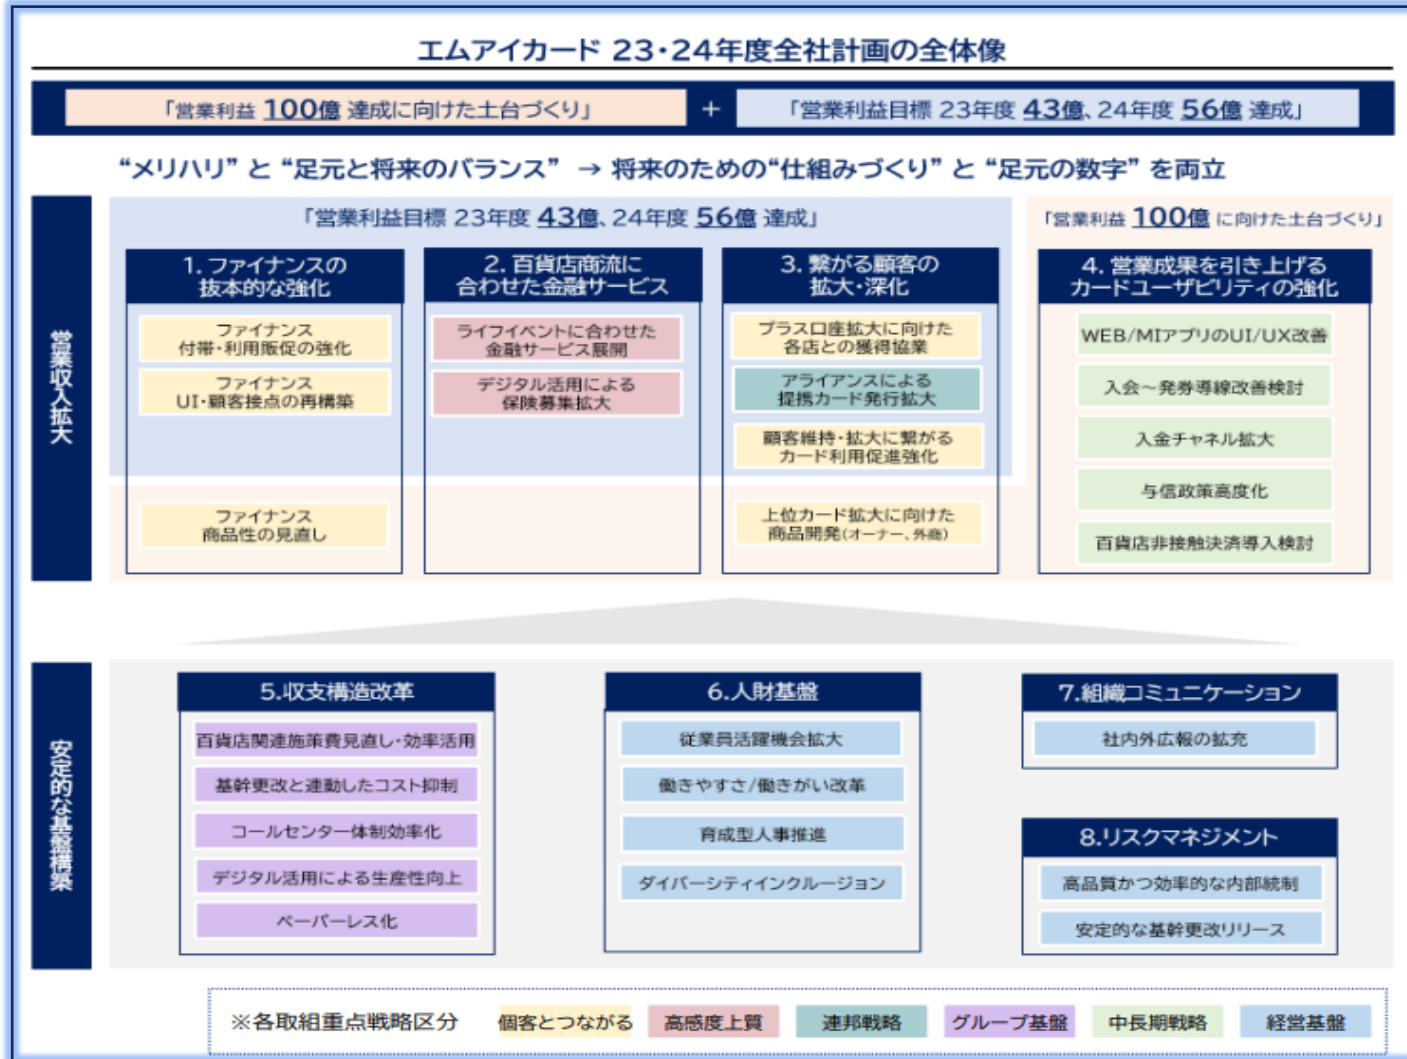 エムアイカード 23・24年度全社計画の全体像
「営業利益 100億 達成に向けた土台づくり」
+
「営業利益目標 23年度 43億、24年度 56億 達成」
“メリハリ” と “足元と将来のバランス” → 将来のための“仕組みづくり” と “足元の数字” を両立
営業収入拡大
「営業利益目標 23年度 43億、24年度 56億 達成」
「営業利益 100億 に向けた土台づくり」
1. ファイナンスの
抜本的な強化
ファイナンス
付帯・利用販促の強化
ファイナンス
UI・顧客接点の再構築
ファイナンス
商品性の見直し
2. 百貨店商流に
合わせた金融サービス
ライフイベントに合わせた
金融サービス展開
デジタル活用による
保険募集拡大
3. 繋がる顧客の
拡大・深化
プラス口座拡大に向けた
各店との獲得協業
アライアンスによる
提携カード発行拡大
顧客維持・拡大に繋がる
カード利用促進強化
上位カード拡大に向けた
商品開発(オーナー、外商)
4. 営業成果を引き上げる
カードユーザビリティの強化
WEB/MIアプリのUI/UX改善
入会~発券導線改善検討
入金チャネル拡大
与信政策高度化
百貨店非接触決済導入検討
安定的な基盤構築
5.収支構造改革
百貨店関連施策費見直し・効率活用
基幹更改と連動したコスト抑制
コールセンター体制効率化
デジタル活用による生産性向上
ペーパーレス化
6.人財基盤
従業員活躍機会拡大
働きやすさ/働きがい改革
育成型人事推進
ダイバーシティインクルージョン
7.組織コミュニケーション
社内外広報の拡充
8.リスクマネジメント
高品質かつ効率的な内部統制
安定的な基幹更改リリース
※各取組重点戦略区分
個客とつながる
高感度上質
連邦戦略
グループ基盤
中長期戦略
経営基盤